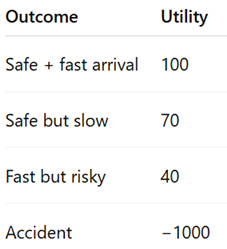 Outcome Utility
Safe + fast arrival 100
Safe but slow 70
Fast but risky 40
Accident −1000